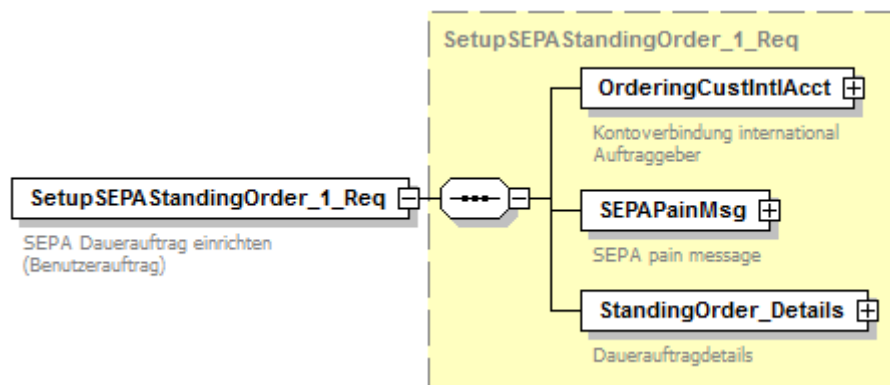 SetupSEPAStandingOrder_1_Req
OrderingCustIntlAcct
Kontoverbindung international
Auftraggeber
SetupSEPAStandingOrder_1_Req
SEPA Dauerauftrag einrichten
(Benutzerauftrag)
SEPAPainMsg
SEPA pain message
StandingOrder_Details
Dauerauftragdetails